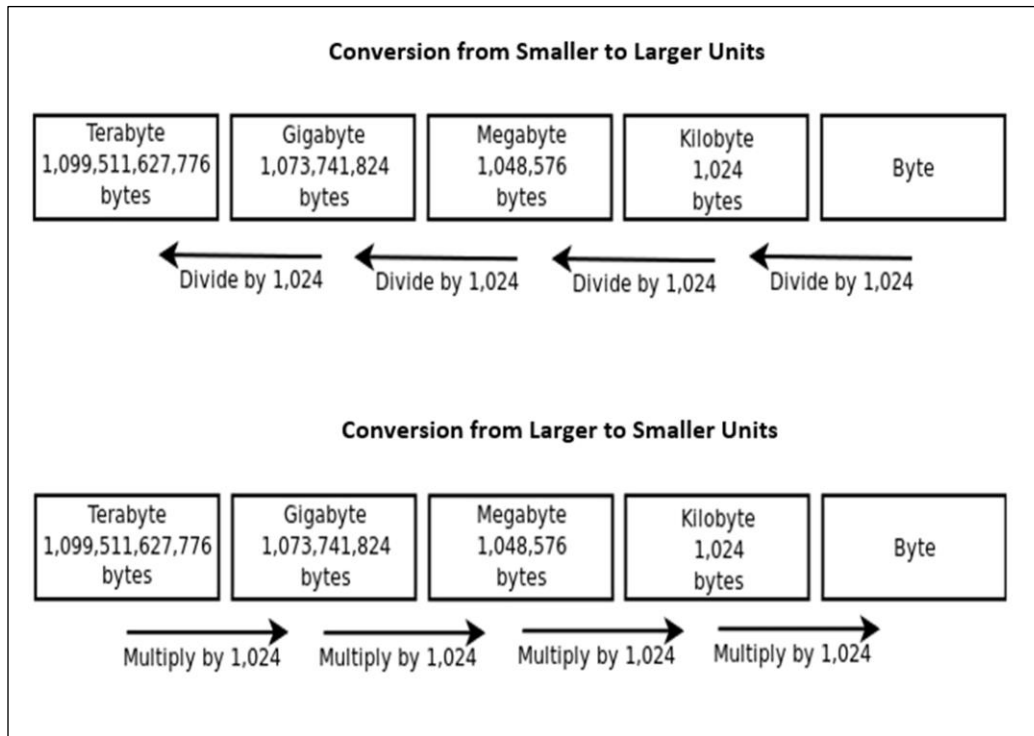 Conversion from Smaller to Larger Units
Terabyte
1,099,511,627,776
bytes
Gigabyte
1,073,741,824
bytes
Megabyte
1,048,576
bytes
Kilobyte
1,024
bytes
Byte
Divide by 1,024
Divide by 1,024
Divide by 1,024
Divide by 1,024
Conversion from Larger to Smaller Units
Terabyte
1,099,511,627,776
bytes
Gigabyte
1,073,741,824
bytes
Megabyte
1,048,576
bytes
Kilobyte
1,024
bytes
Byte
Multiply by 1,024
Multiply by 1,024
Multiply by 1,024
Multiply by 1,024